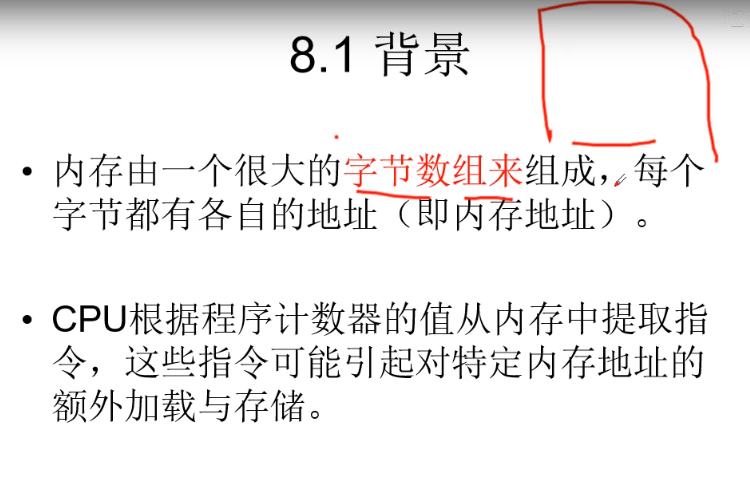 8.1 背景
• 内存由一个很大的字节数组来组成，每个
字节都有各自的地址（即内存地址）。
• CPU根据程序计数器的值从内存中提取指
令，这些指令可能引起对特定内存地址的
额外加载与存储。